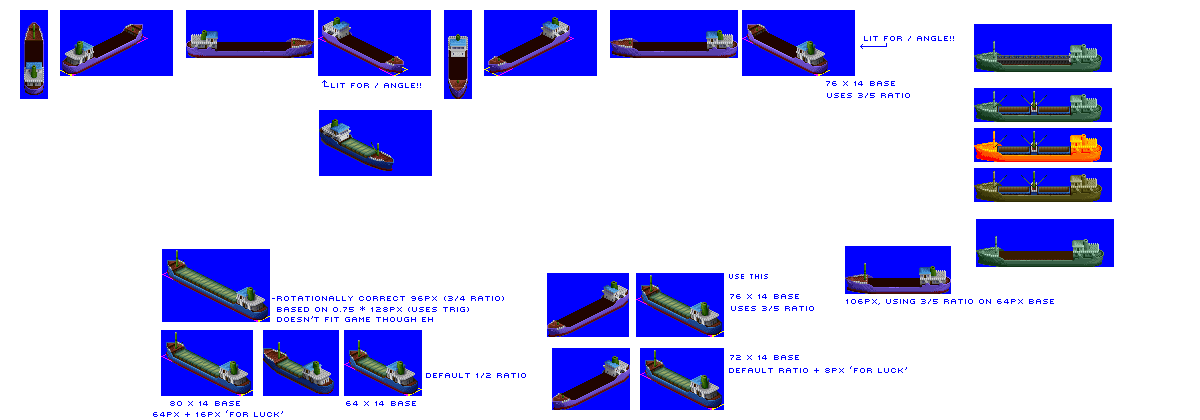 LIT FOR / ANGLE!!
LIT FOR / ANGLE!!
76 X 14 BASE
USES 3/5 RATIO
USE THIS
76 X 14 BASE
USES 3/5 RATIO
106PX, USING 3/5 RATIO ON 64PX BASE
-ROTATIONALLY CORRECT 96PX (3/4 RATIO)
BASED ON 0.75 * 128PX (USES TRIG)
DOESN'T FIT GAME THOUGH EH
72 X 14 BASE
DEFAULT RATIO + 8PX 'FOR LUCK'
DEFAULT 1/2 RATIO
80 X 14 BASE
64PX + 16PX 'FOR LUCK'
64 X 14 BASE